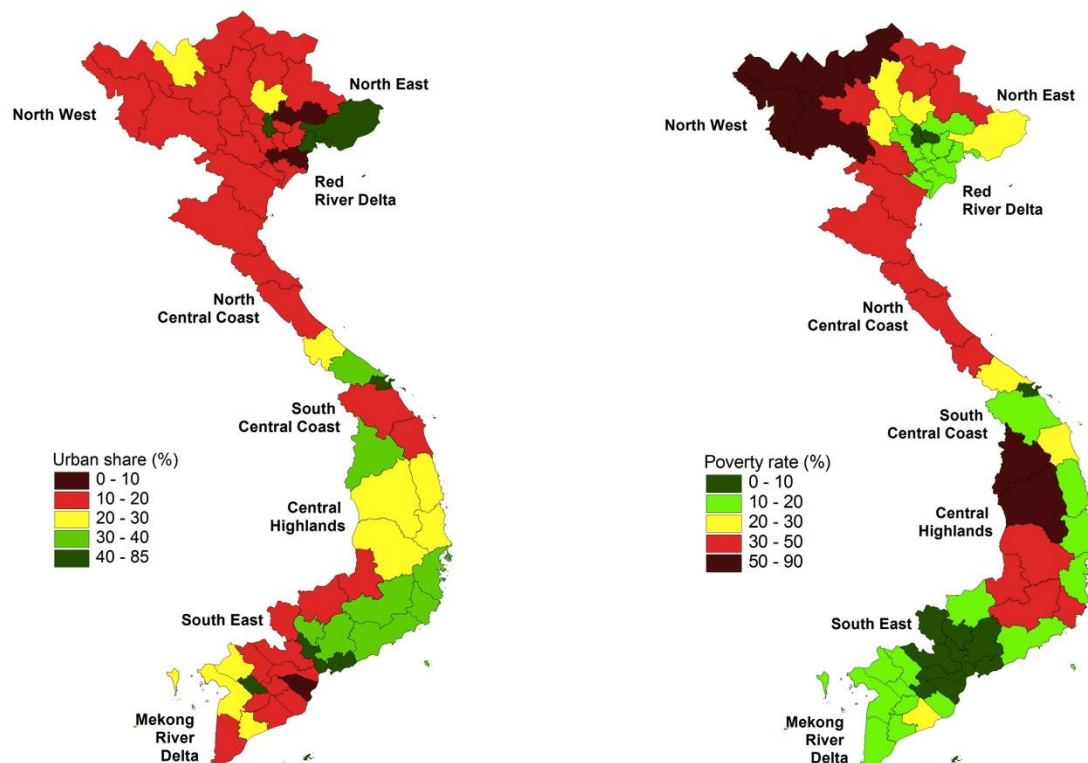 North East
North West
Red
River Delta
North
Central Coast
South
Central Coast
Urban share (%)
0 - 10
10 - 20
20 - 30
30 - 40
40 - 85
Central
Highlands
South East
Mekong
River
Delta
North East
North West
Red
River Delta
North
Central Coast
South
Central Coast
Poverty rate (%)
0 - 10
10 - 20
20 - 30
30 - 50
50 - 90
Central
Highlands
South East
Mekong
River
Delta